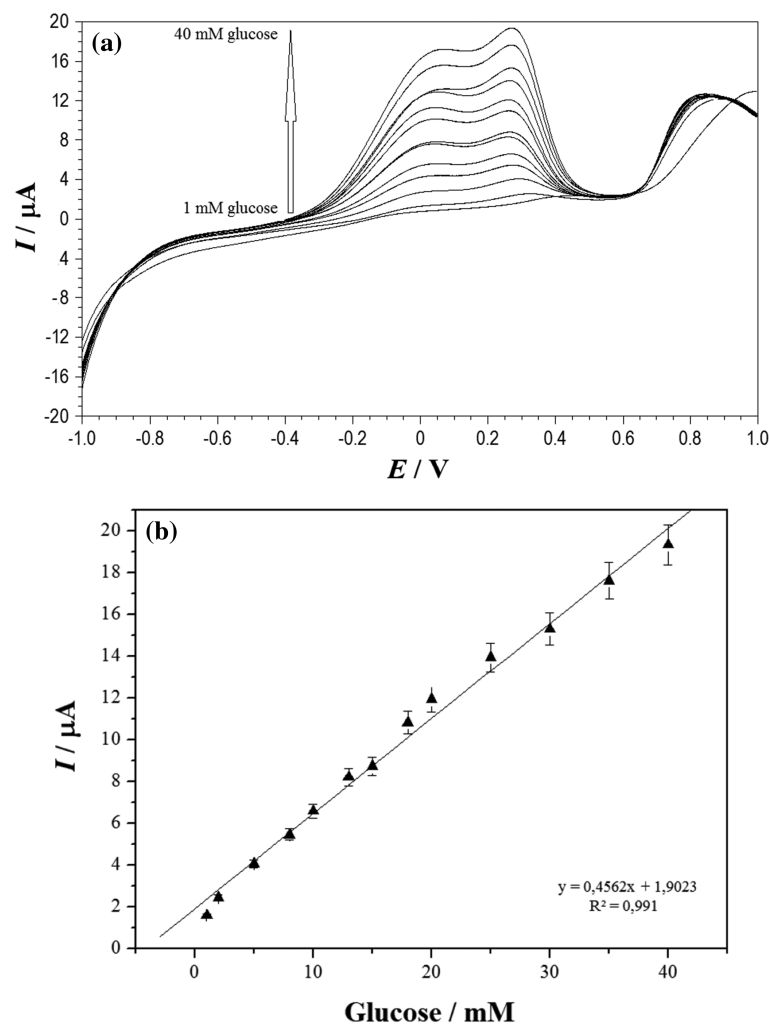 (a)
40 mM glucose
1 mM glucose
20
16
12
8
4
0
4
-8
-12
-16
-20
I / µA
-1.0 -0.8 -0.6 -0.4 -0.2 0 0.2 0.4 0.6 0.8 1.0
E / V
(b)
20
18
16
14
12
10
8
6
4
2
0
I / µA
y = 0,4562x + 1,9023
R² = 0,991
0 10 20 30 40
Glucose / mM